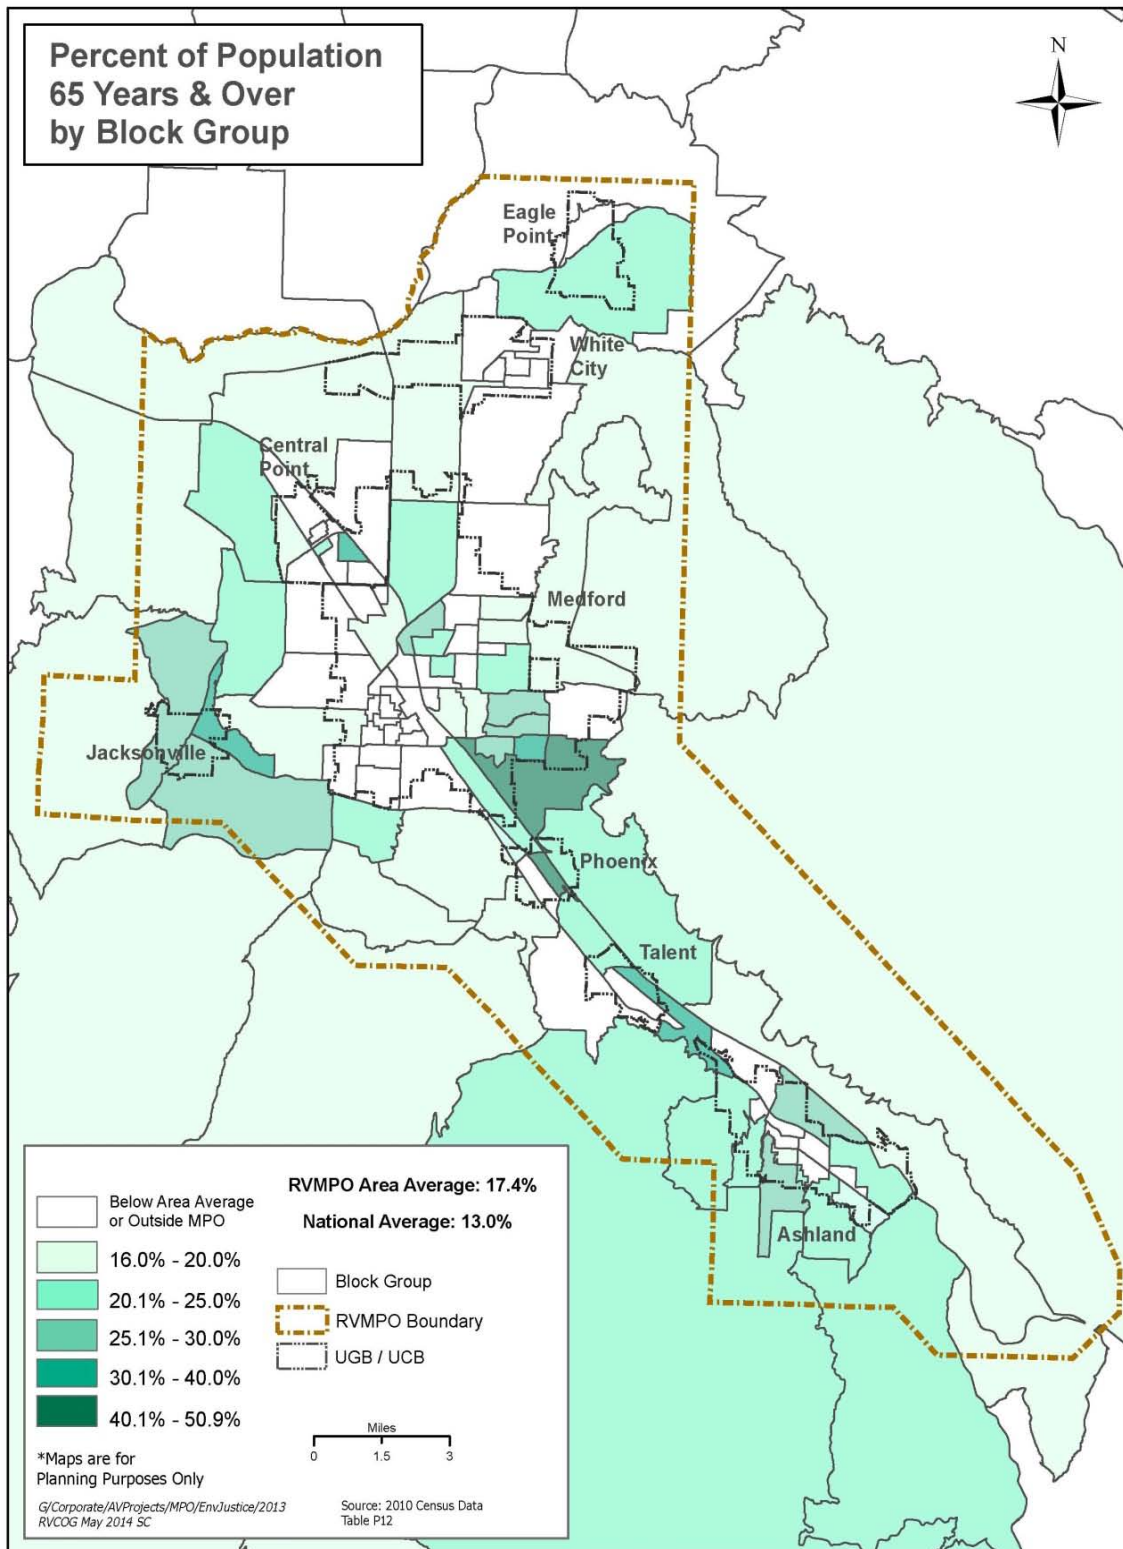 Percent of Population
65 Years & Over
by Block Group
N
Eagle
Point
White
City
Central
Point
Medford
Jacksonville
Phoenix
Talent
Ashland
Below Area Average
or Outside MPO
16.0% - 20.0%
20.1% - 25.0%
25.1% - 30.0%
30.1% - 40.0%
40.1% - 50.9%
RVMPO Area Average: 17.4%
National Average: 13.0%
Block Group
RVMPO Boundary
UGB / UCB
Miles
0 1.5 3
*Maps are for
Planning Purposes Only
G/Corporate/AVProjects/MPO/EnvJustice/2013
RVCOG May 2014 SC
Source: 2010 Census Data
Table P12